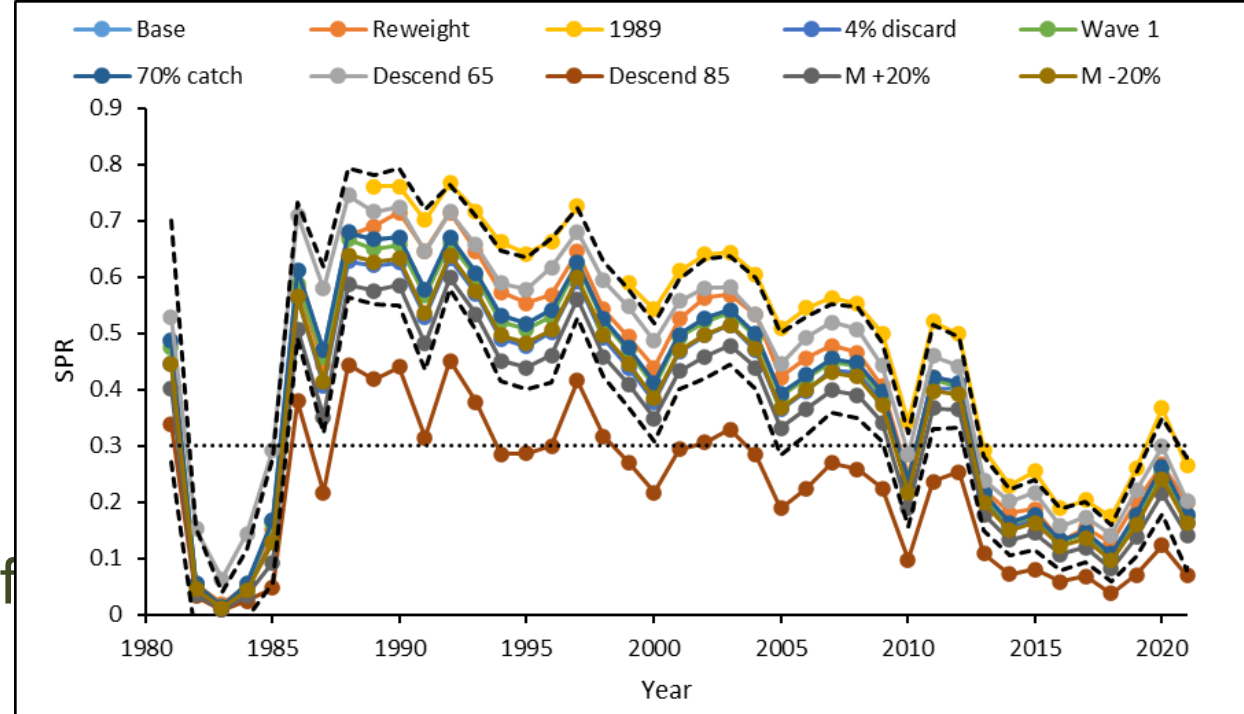 Base Reweight 1989 4% discard Wave 1
70% catch Descend 65 Descend 85 M +20% M -20%
0.9
0.8
0.7
0.6
0.5
0.4
0.3
0.2
0.1
0
SPR
1980 1985 1990 1995 2000 2005 2010 2015 2020
Year
f